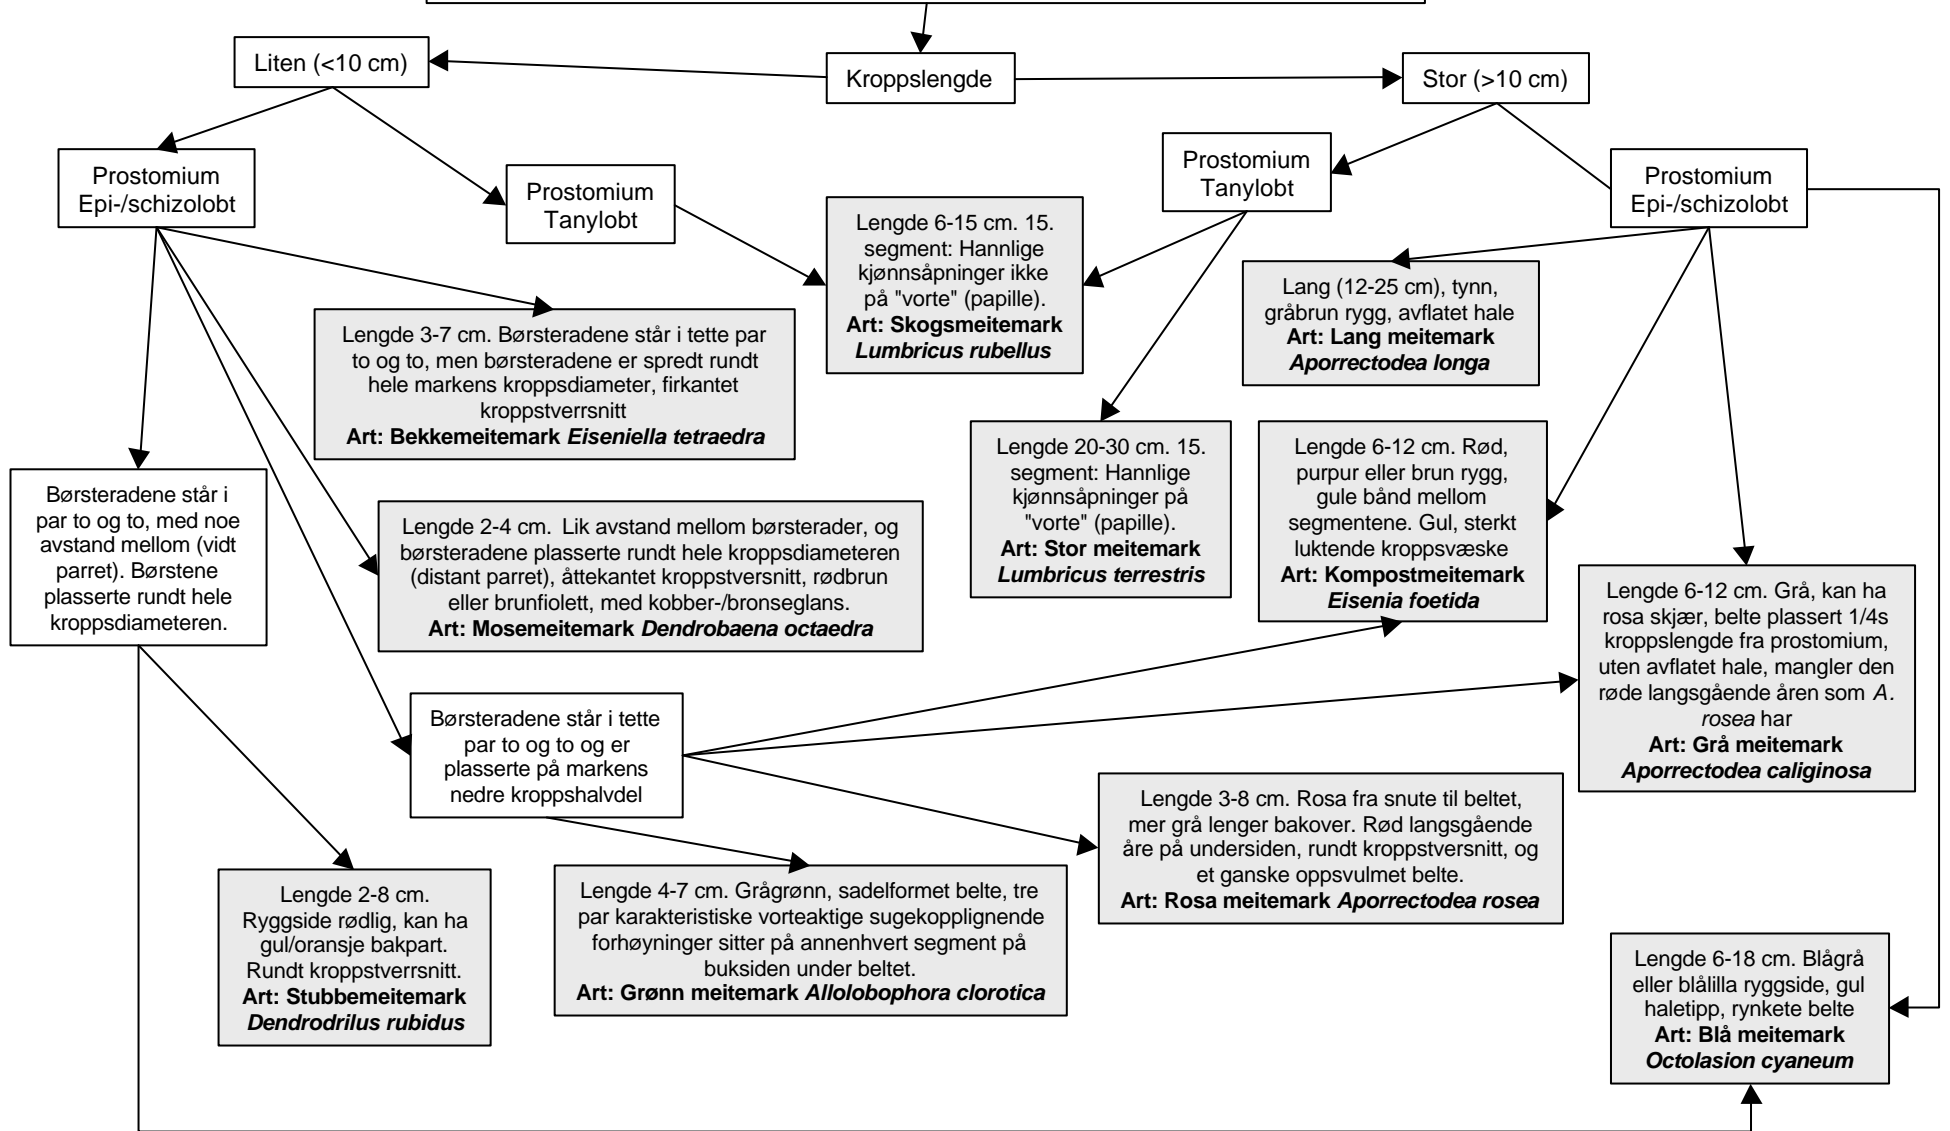 Liten (<10 cm)
Kroppslengde
Stor (>10 cm)
Prostomium
Epi-/schizolobt
Prostomium
Tanylobt
Prostomium
Tanylobt
Prostomium
Epi-/schizolobt
Lengde 6-15 cm. 15.
segment: Hannlige
kjønnsåpninger ikke
på "vorte" (papille).
Art: Skogsmeitemark
Lumbricus rubellus
Lang (12-25 cm), tynn,
gråbrun rygg, avflatet hale
Art: Lang meitemark
Aporrectodea longa
Lengde 3-7 cm. Børsteradene står i tette par
to og to, men børsteradene er spredt rundt
hele markens kroppsdiameter, firkantet
kroppstverrsnitt
Art: Bekkemeitemark Eiseniella tetraedra
Lengde 20-30 cm. 15.
segment: Hannlige
kjønnsåpninger på
"vorte" (papille).
Art: Stor meitemark
Lumbricus terrestris
Lengde 6-12 cm. Rød,
purpur eller brun rygg,
gule bånd mellom
segmentene. Gul, sterkt
luktende kroppsvæske
Art: Kompostmeitemark
Eisenia foetida
Børsteradene står i
par to og to, med noe
avstand mellom (vidt
parret). Børstene
plasserte rundt hele
kroppsdiameteren.
Lengde 2-4 cm.  Lik avstand mellom børsterader, og
børsteradene plasserte rundt hele kroppsdiameteren
(distant parret), åttekantet kroppstversnitt, rødbrun
eller brunfiolett, med kobber-/bronseglans.
Art: Mosemeitemark Dendrobaena octaedra
Lengde 6-12 cm. Grå, kan ha
rosa skjær, belte plassert 1/4s
kroppslengde fra prostomium,
uten avflatet hale, mangler den
røde langsgående åren som A.
rosea har
Art: Grå meitemark
Aporrectodea caliginosa
Børsteradene står i tette
par to og to og er
plasserte på markens
nedre kroppshalvdel
Lengde 3-8 cm. Rosa fra snute til beltet,
mer grå lenger bakover. Rød langsgående
åre på undersiden, rundt kroppstversnitt, og
et ganske oppsvulmet belte.
Art: Rosa meitemark Aporrectodea rosea
Lengde 2-8 cm.
Ryggside rødlig, kan ha
gul/oransje bakpart.
Rundt kroppstverrsnitt.
Art: Stubbemeitemark
Dendrodrilus rubidus
Lengde 4-7 cm. Grågrønn, sadelformet belte, tre
par karakteristiske vorteaktige sugekopplignende
forhøyninger sitter på annenhvert segment på
buksiden under beltet.
Art: Grønn meitemark Allolobophora clorotica
Lengde 6-18 cm. Blågrå
eller blålilla ryggside, gul
haletipp, rynkete belte
Art: Blå meitemark
Octolasion cyaneum